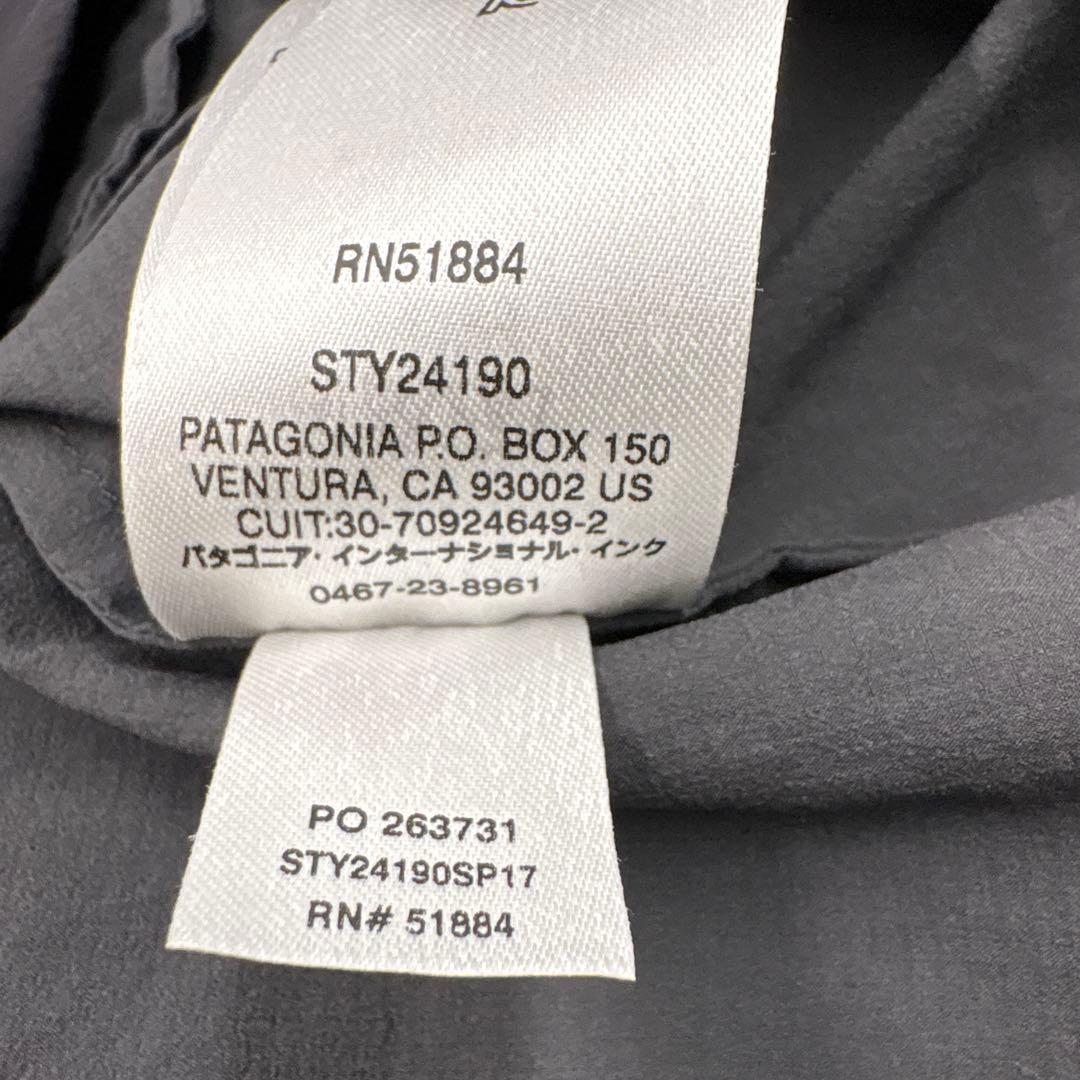 RN51884
STY24190
PATAGONIA P.O. BOX 150
VENTURA, CA 93002 US
CUIT:30-70924649-2
パタゴニア・インターナショナル・インク
0467-23-8961
PO 263731
STY24190SP17
RN# 51884